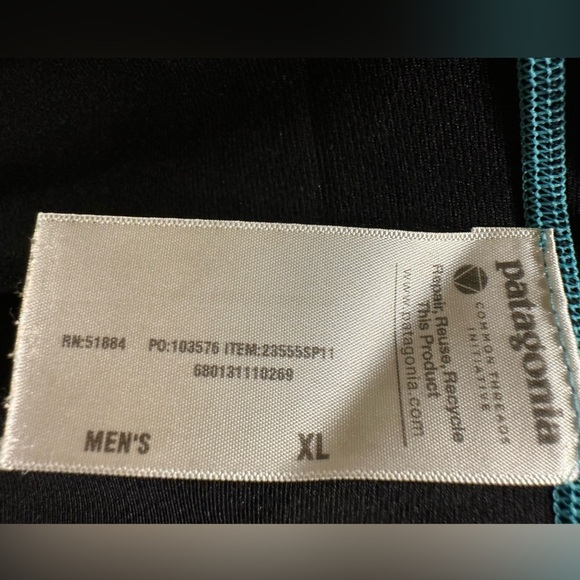 patagonia
COMMON THREADS
INITIATIVE
Repair, Reuse, Recycle
This Product
www.patagonia.com
RN:51884 PO:103576 ITEM:23555SP11
680131110269
MEN'S XL